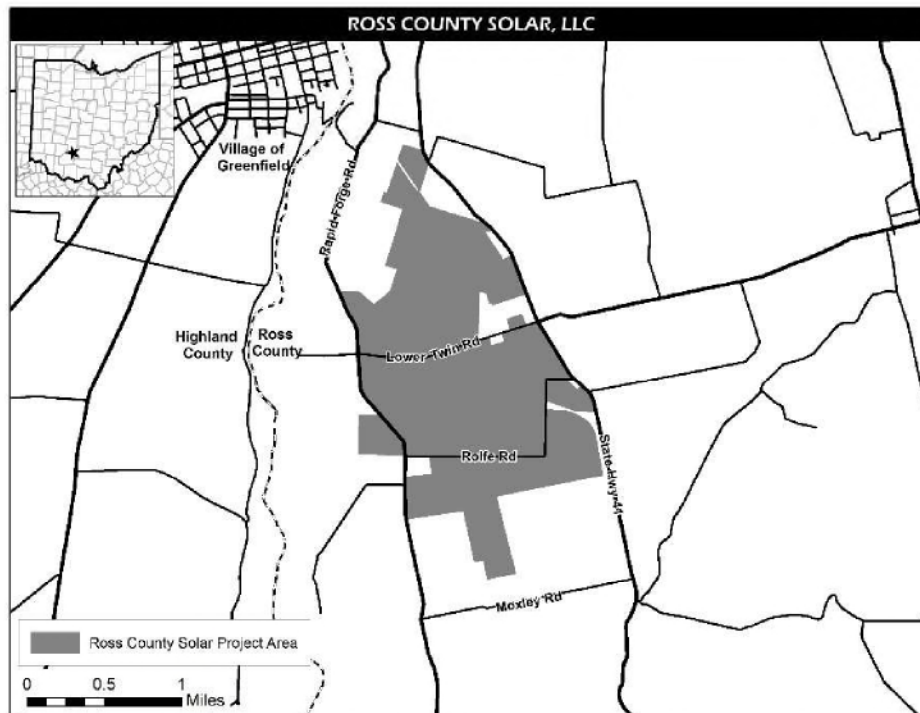 ROSS COUNTY SOLAR, LLC
Village of
Greenfield
Rapid Forge Rd
Highland
County
Ross
County
Lower Twin Rd
Rolfe Rd
State Hwy 41
Moxley Rd
Ross County Solar Project Area
0
0.5
1
Miles